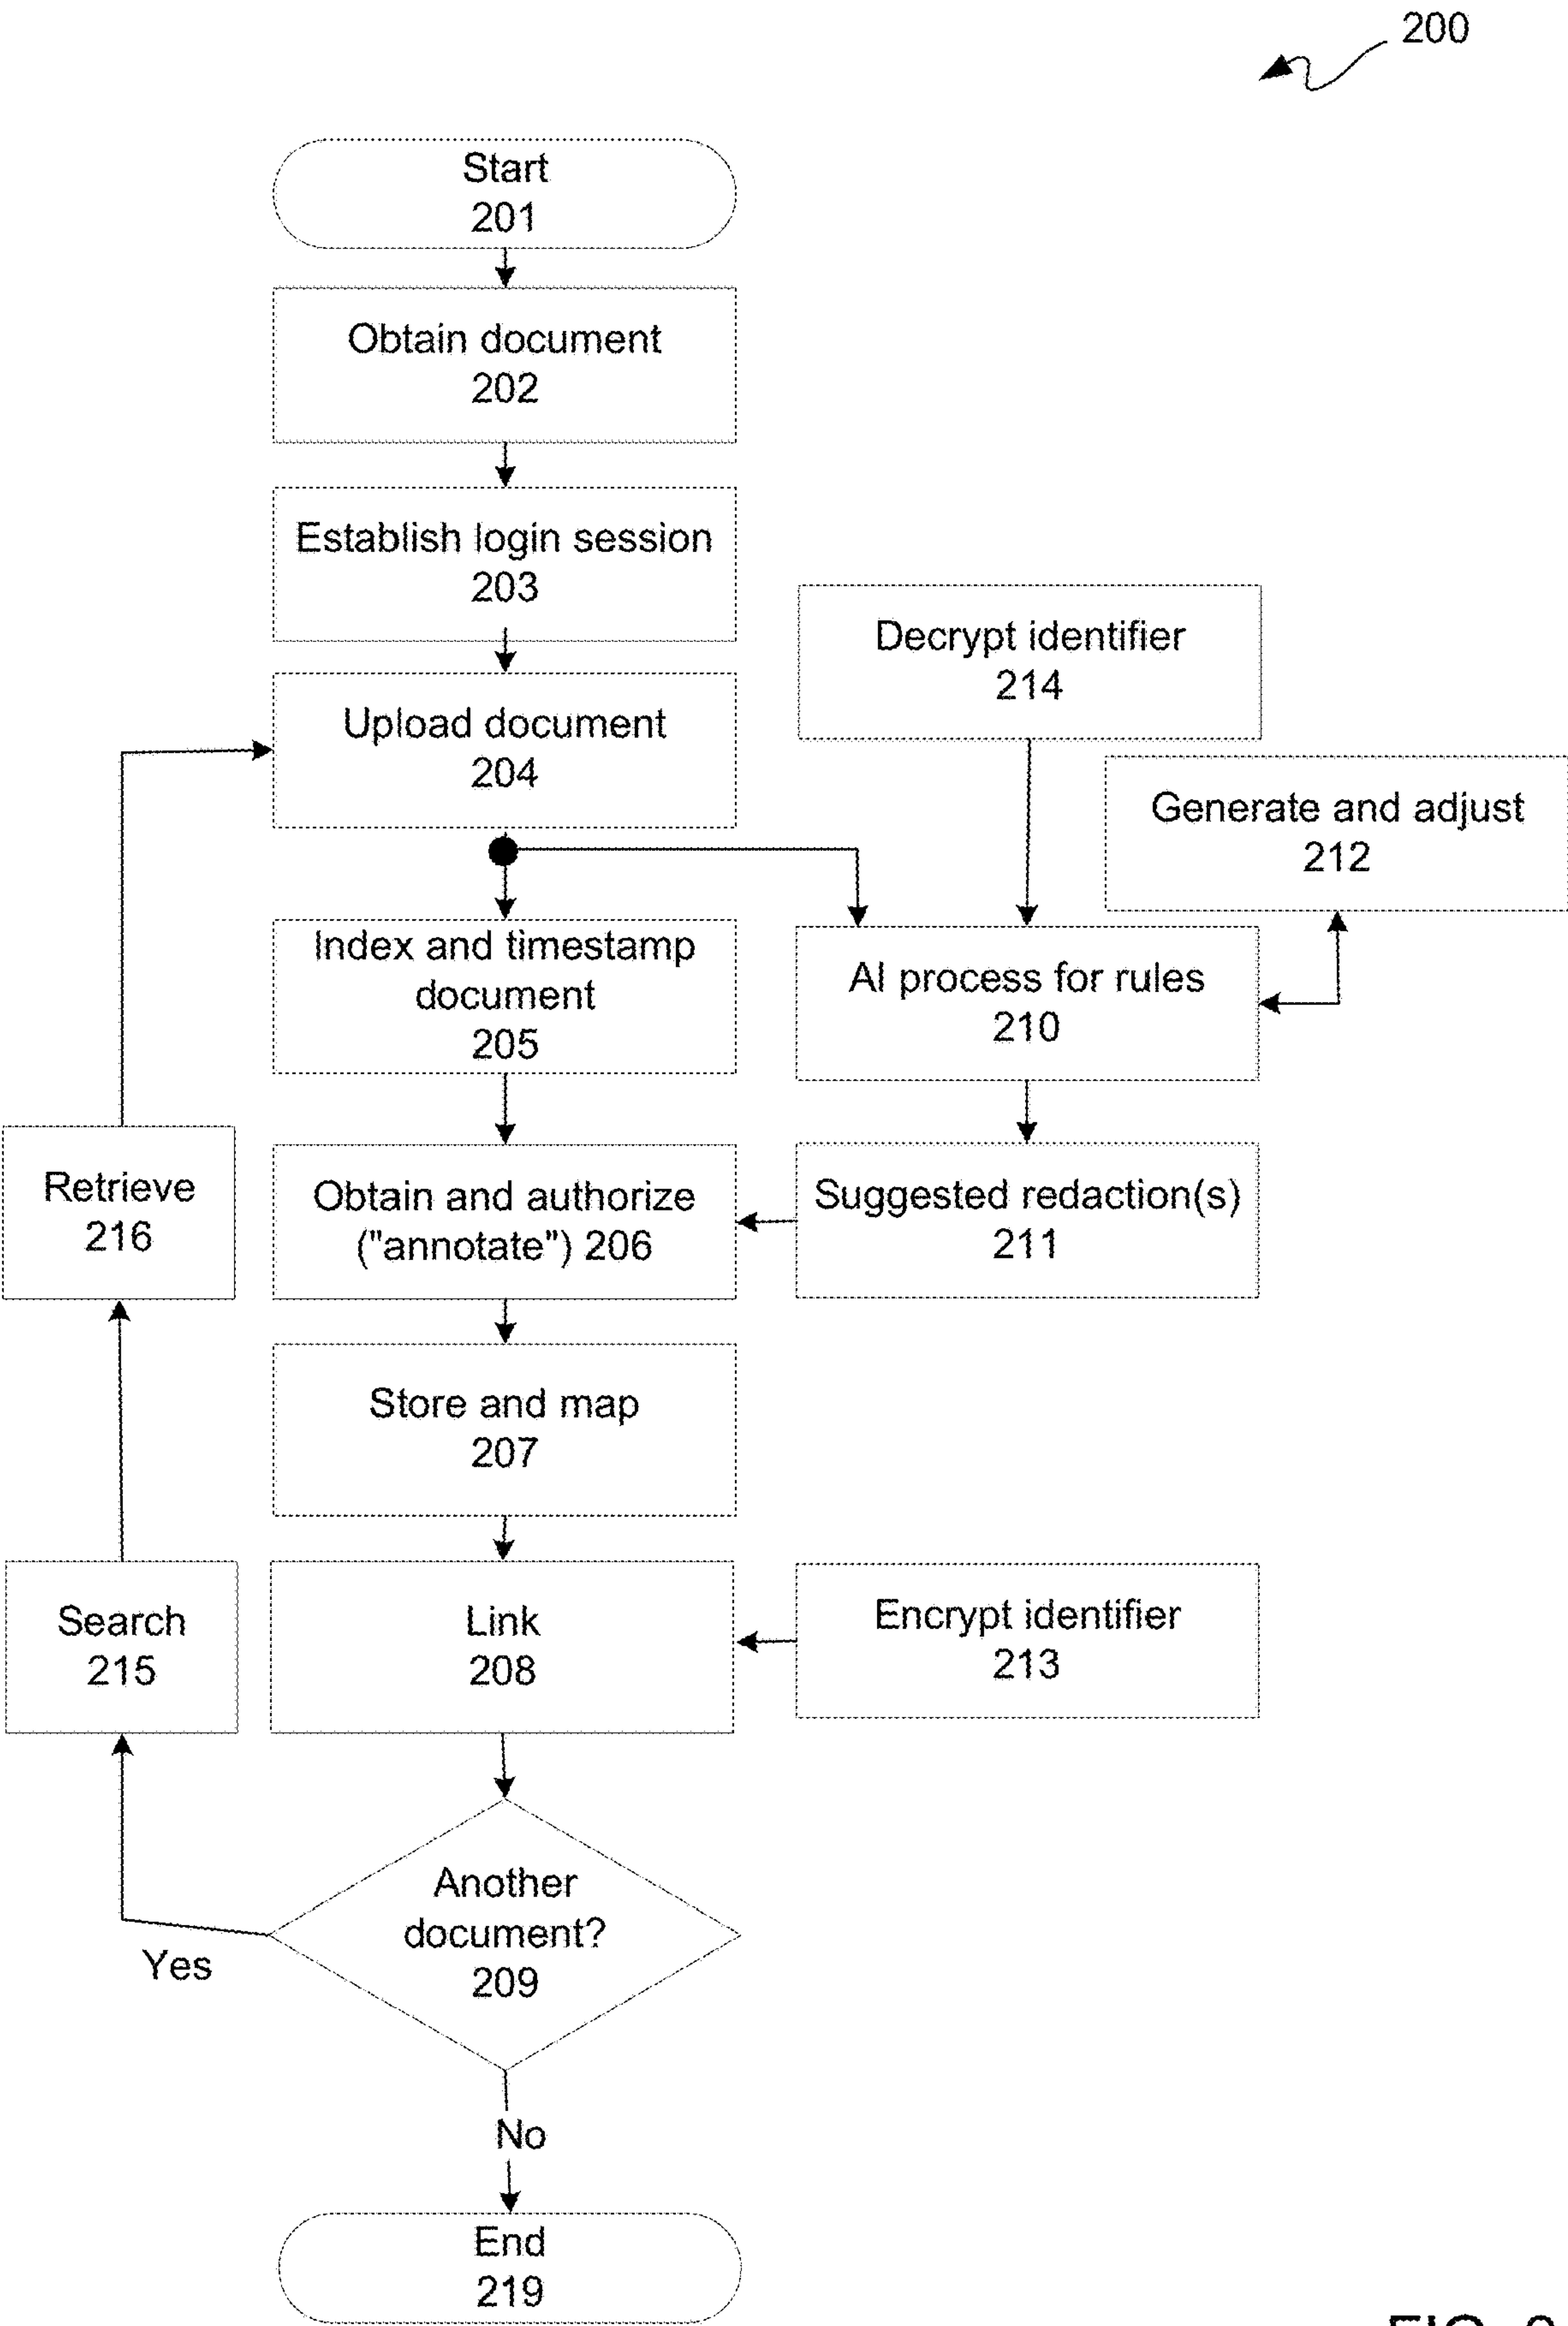 200
Start
201
Obtain document
202
Establish login session
203
Decrypt identifier
214
Upload document
204
Generate and adjust
212
Index and timestamp
document
205
AI process for rules
210
Retrieve
216
Obtain and authorize
("annotate") 206
Suggested redaction(s)
211
Store and map
207
Search
215
Link
208
Encrypt identifier
213
Another
document?
209
Yes
No
End
219